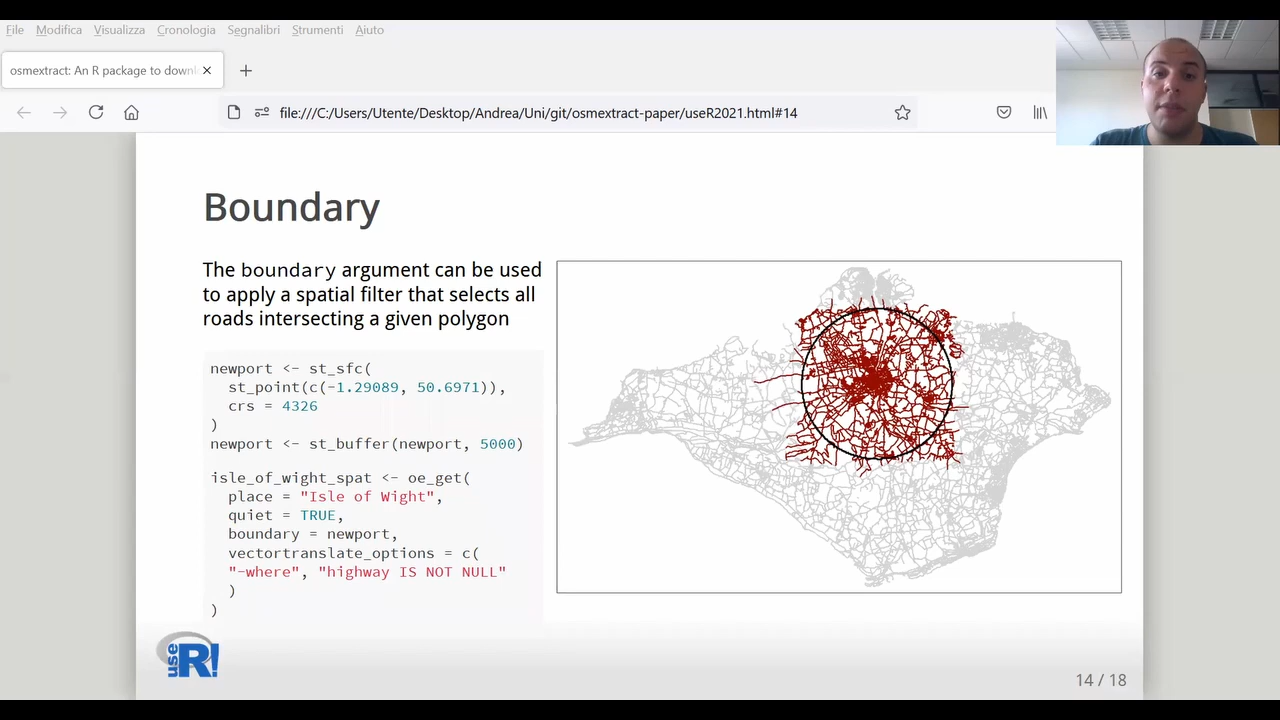 File Modifica Visualizza Cronologia Segnalibri Strumenti Aiuto
osmextract: An R package to downl
file:///C:/Users/Utente/Desktop/Andrea/Uni/git/osmextract-paper/useR2021.html#14
Boundary
The boundary argument can be used
to apply a spatial filter that selects all
roads intersecting a given polygon
newport <- st_sfc(
st_point(c(-1.29089, 50.6971)),
crs = 4326
)
newport <- st_buffer(newport, 5000)
isle_of_wight_spat <- oe_get(
place = "Isle of Wight",
quiet = TRUE,
boundary = newport,
vectortranslate_options = c(
"-where", "highway IS NOT NULL"
)
)
use R!
14 / 18